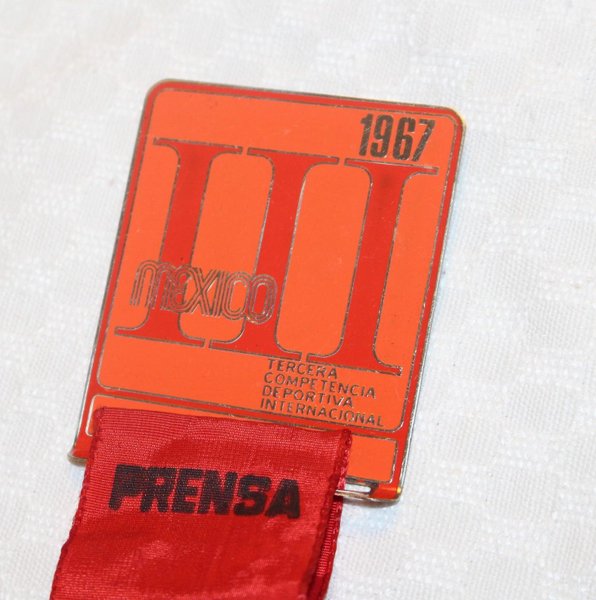 1967
III
mexico
TERCERA
COMPETENCIA
DEPORTIVA
INTERNACIONAL
PRENSA